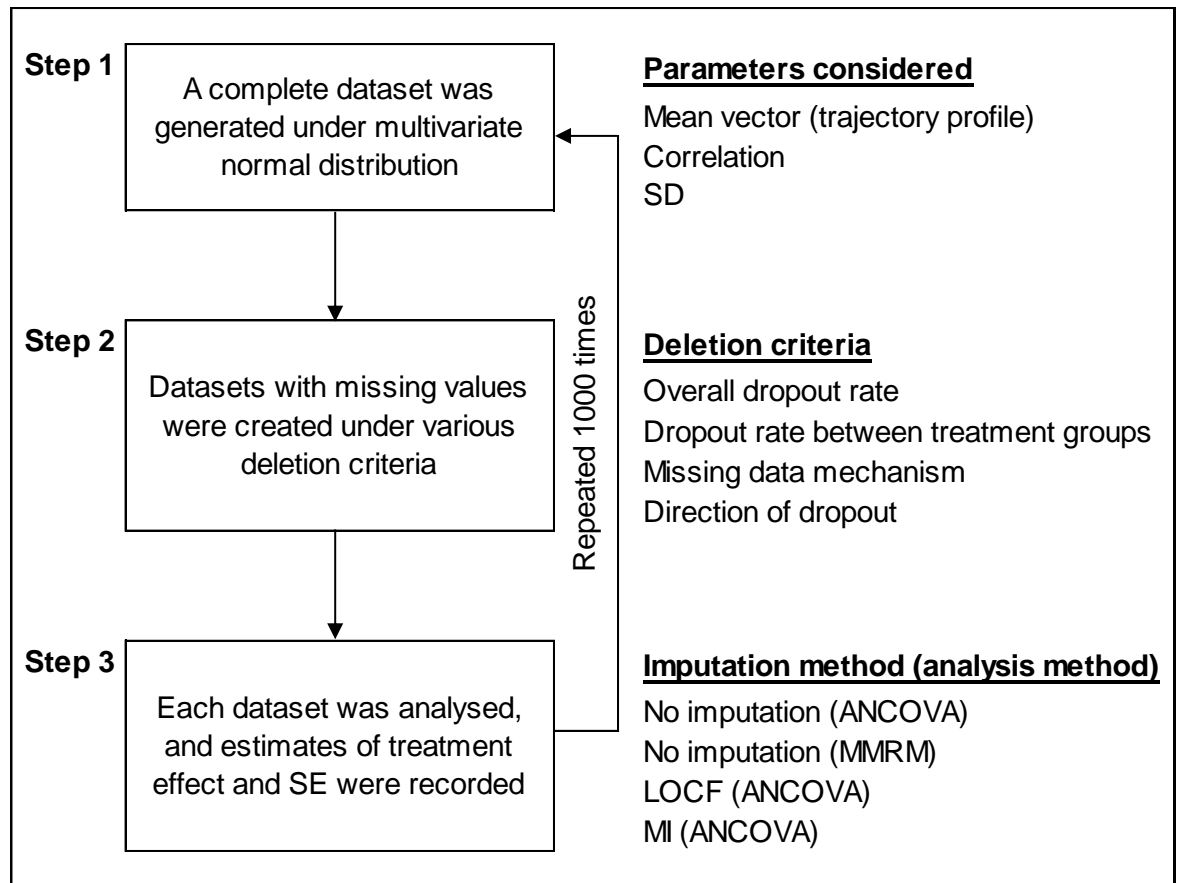 Step 1
A complete dataset was
generated under multivariate
normal distribution
Parameters considered
Mean vector (trajectory profile)
Correlation
SD
Step 2
Datasets with missing values
were created under various
deletion criteria
Repeated 1000 times
Deletion criteria
Overall dropout rate
Dropout rate between treatment groups
Missing data mechanism
Direction of dropout
Step 3
Each dataset was analysed,
and estimates of treatment
effect and SE were recorded
Imputation method (analysis method)
No imputation (ANCOVA)
No imputation (MMRM)
LOCF (ANCOVA)
MI (ANCOVA)